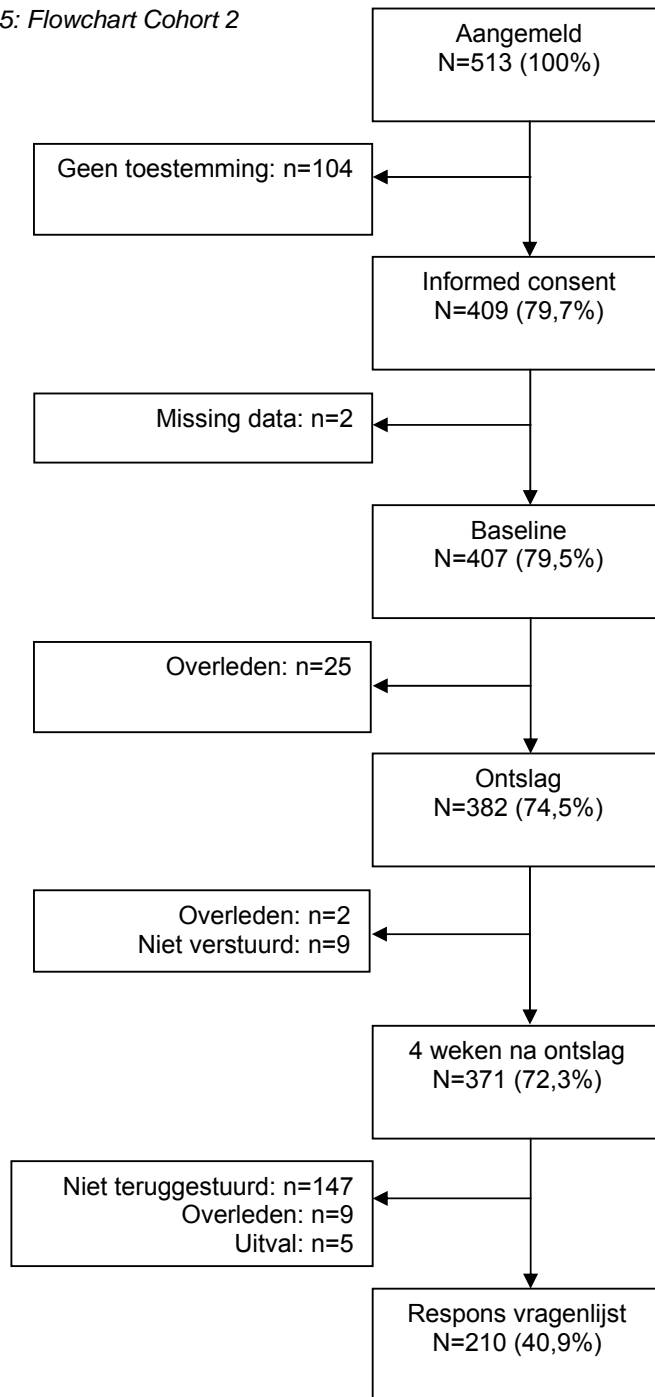 5: Flowchart Cohort 2
Aangemeld
N=513 (100%)
Geen toestemming: n=104
Informed consent
N=409 (79,7%)
Missing data: n=2
Baseline
N=407 (79,5%)
Overleden: n=25
Ontslag
N=382 (74,5%)
Overleden: n=2
Niet verstuurd: n=9
4 weken na ontslag
N=371 (72,3%)
Niet teruggestuurd: n=147
Overleden: n=9
Uitval: n=5
Respons vragenlijst
N=210 (40,9%)